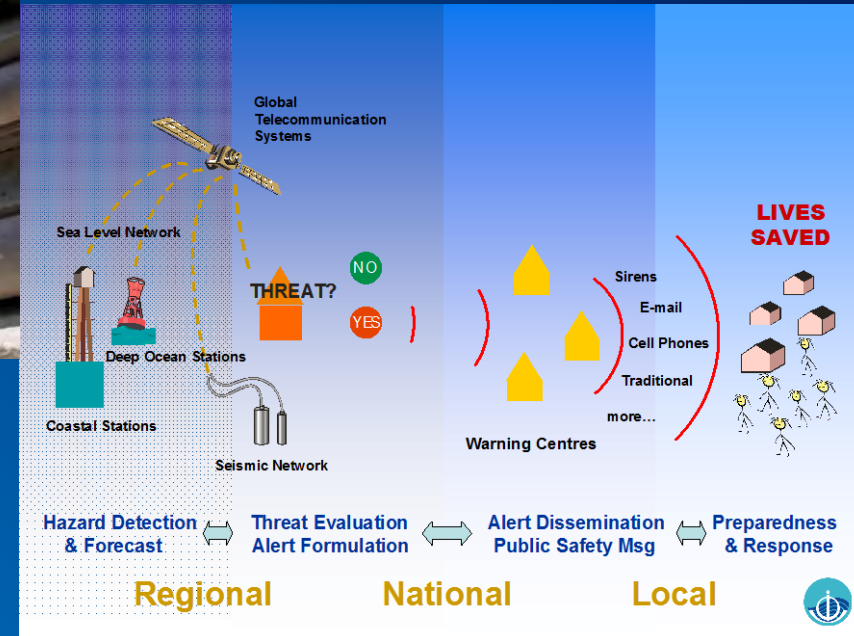 Global
Telecommunication
Systems
LIVES
SAVED
Sea Level Network
THREAT?
NO
YES
Sirens
E-mail
Cell Phones
Traditional
more...
Deep Ocean Stations
Coastal Stations
Seismic Network
Warning Centres
Hazard Detection
& Forecast
Threat Evaluation
Alert Formulation
Alert Dissemination
Public Safety Msg
Preparedness
& Response
Regional
National
Local